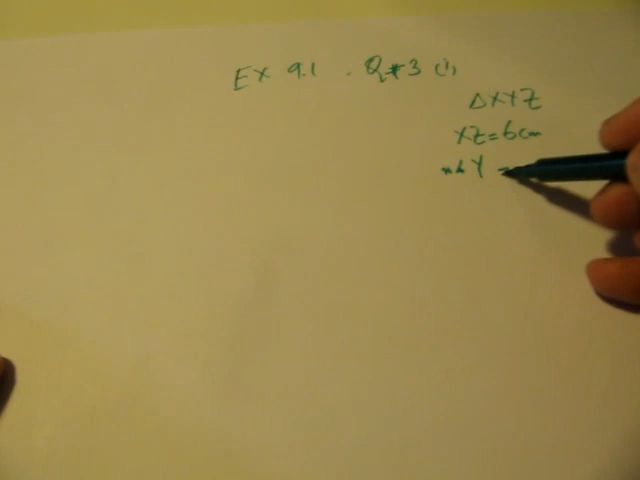 EX 9.1 . Q#3 (i)
ΔXYZ
XZ=6cm
m∠Y =